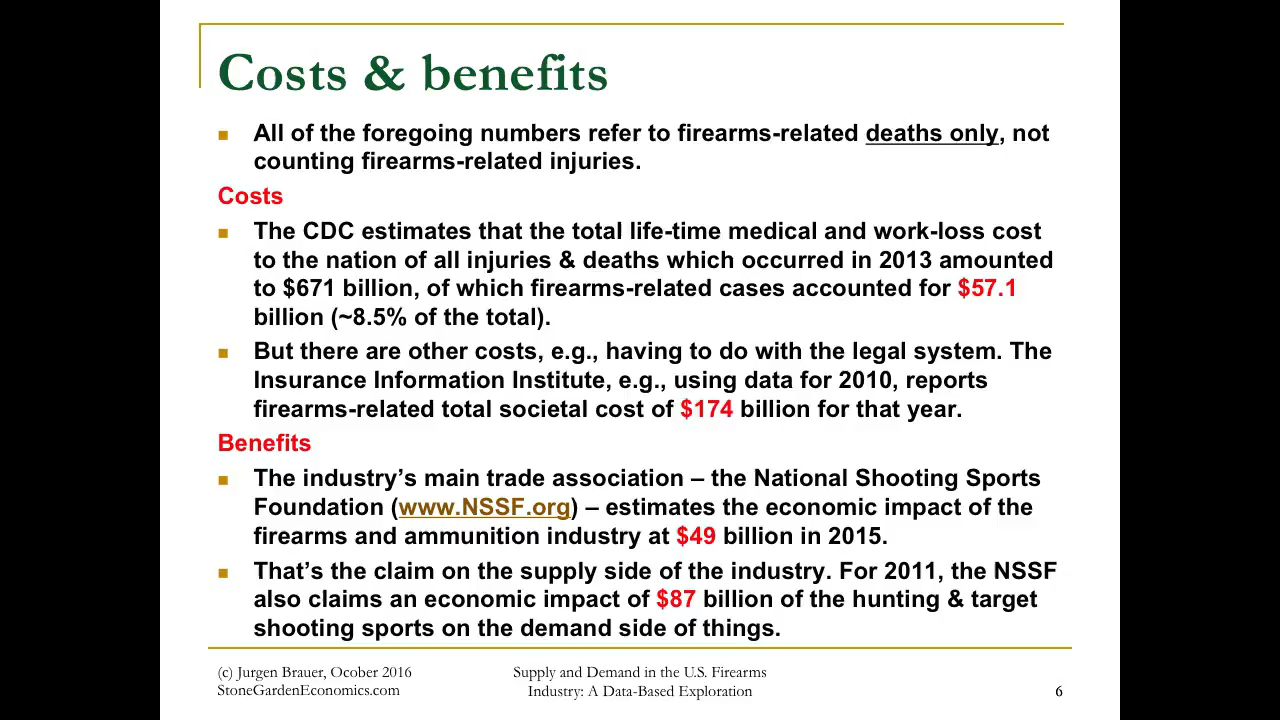 Costs & benefits
All of the foregoing numbers refer to firearms-related deaths only, not
counting firearms-related injuries.
Costs
The CDC estimates that the total life-time medical and work-loss cost
to the nation of all injuries & deaths which occurred in 2013 amounted
to $671 billion, of which firearms-related cases accounted for $57.1
billion (~8.5% of the total).
But there are other costs, e.g., having to do with the legal system. The
Insurance Information Institute, e.g., using data for 2010, reports
firearms-related total societal cost of $174 billion for that year.
Benefits
The industry’s main trade association – the National Shooting Sports
Foundation (www.NSSF.org) – estimates the economic impact of the
firearms and ammunition industry at $49 billion in 2015.
That’s the claim on the supply side of the industry. For 2011, the NSSF
also claims an economic impact of $87 billion of the hunting & target
shooting sports on the demand side of things.
(c) Jurgen Brauer, Ocober 2016
StoneGardenEconomics.com
Supply and Demand in the U.S. Firearms
Industry: A Data-Based Exploration
6